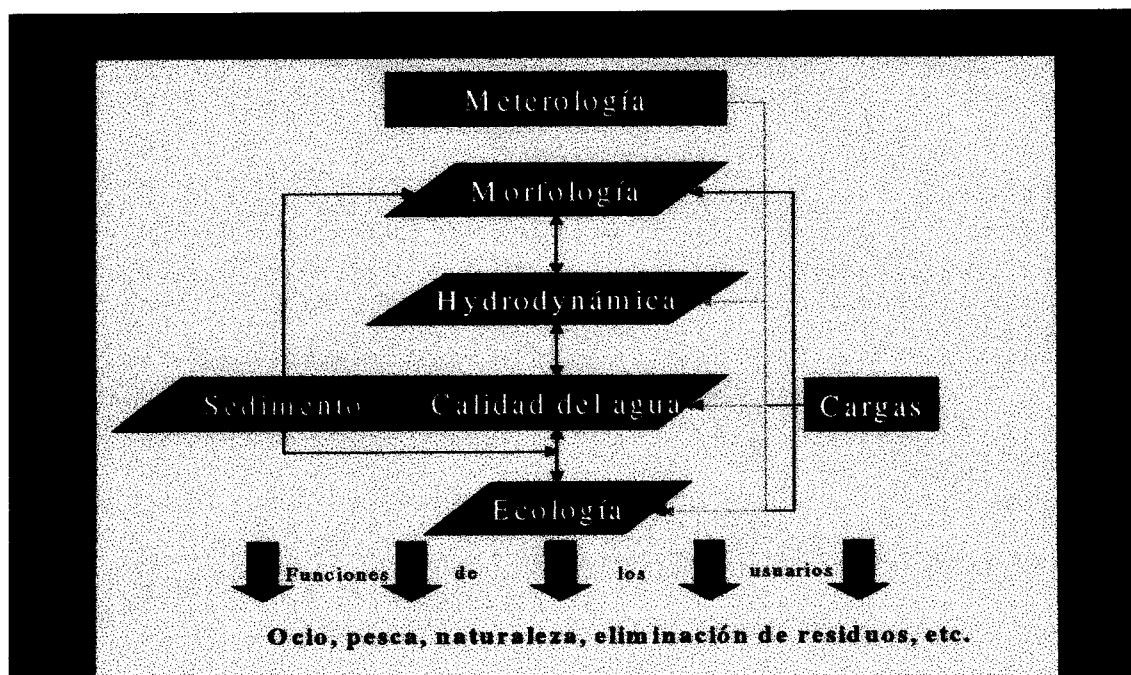 Meterología
Morfología
Hydrodynámica
Sedimento Calidad del agua Cargas
Ecología
Funciones de los usuarios
Ocio, pesca, naturaleza, eliminación de residuos, etc.